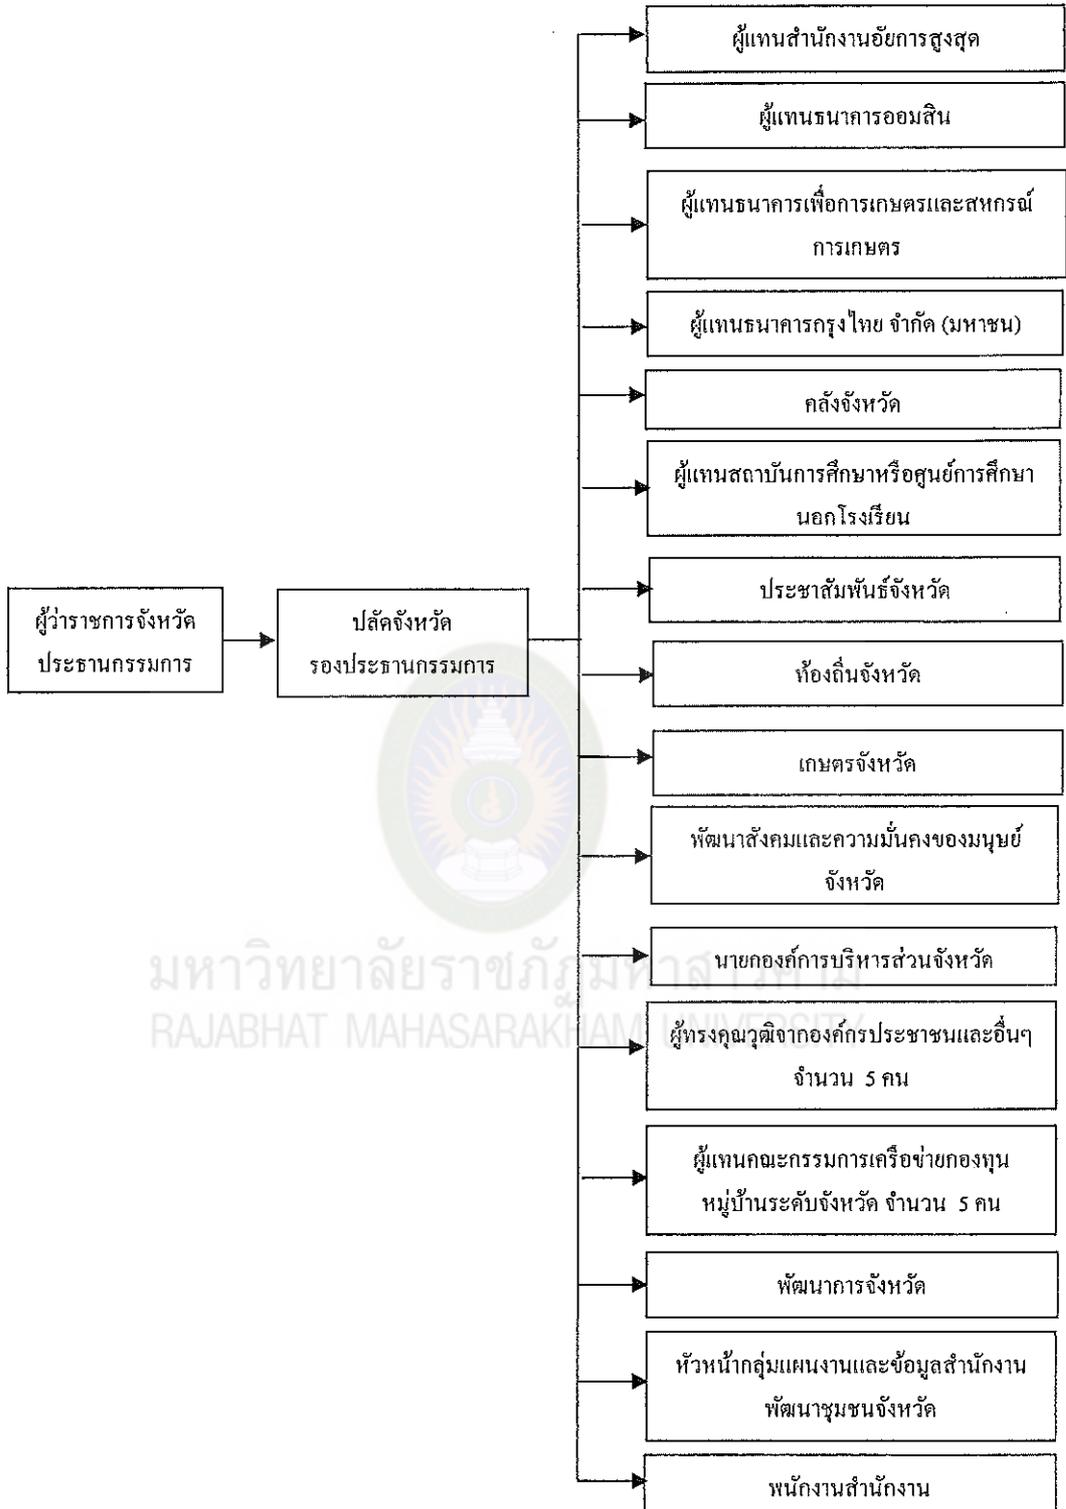 ผู้แทนสำนักงานอัยการสูงสุด
ผู้แทนธนาคารออมสิน
ผู้แทนธนาคารเพื่อการเกษตรและสหกรณ์
การเกษตร
ผู้แทนธนาคารกรุงไทย จำกัด (มหาชน)
คลังจังหวัด
ผู้แทนสถาบันการศึกษาหรือศูนย์การศึกษา
นอกโรงเรียน
ประชาสัมพันธ์จังหวัด
ผู้ว่าราชการจังหวัด
ประธานกรรมการ
ปลัดจังหวัด
รองประธานกรรมการ
ท้องถิ่นจังหวัด
เกษตรจังหวัด
พัฒนาสังคมและความมั่นคงของมนุษย์
จังหวัด
นายกองค์การบริหารส่วนจังหวัด
มหาวิทยาลัยราชภัฏมหาสารคาม
RAJABHAT MAHASARAKHAM UNIVERSITY
ผู้ทรงคุณวุฒิจากองค์กรประชาชนและอื่นๆ
จำนวน 5 คน
ผู้แทนคณะกรรมการเครือข่ายกองทุน
หมู่บ้านระดับจังหวัด จำนวน 5 คน
พัฒนาการจังหวัด
หัวหน้ากลุ่มแผนงานและข้อมูลสำนักงาน
พัฒนาชุมชนจังหวัด
พนักงานสำนักงาน